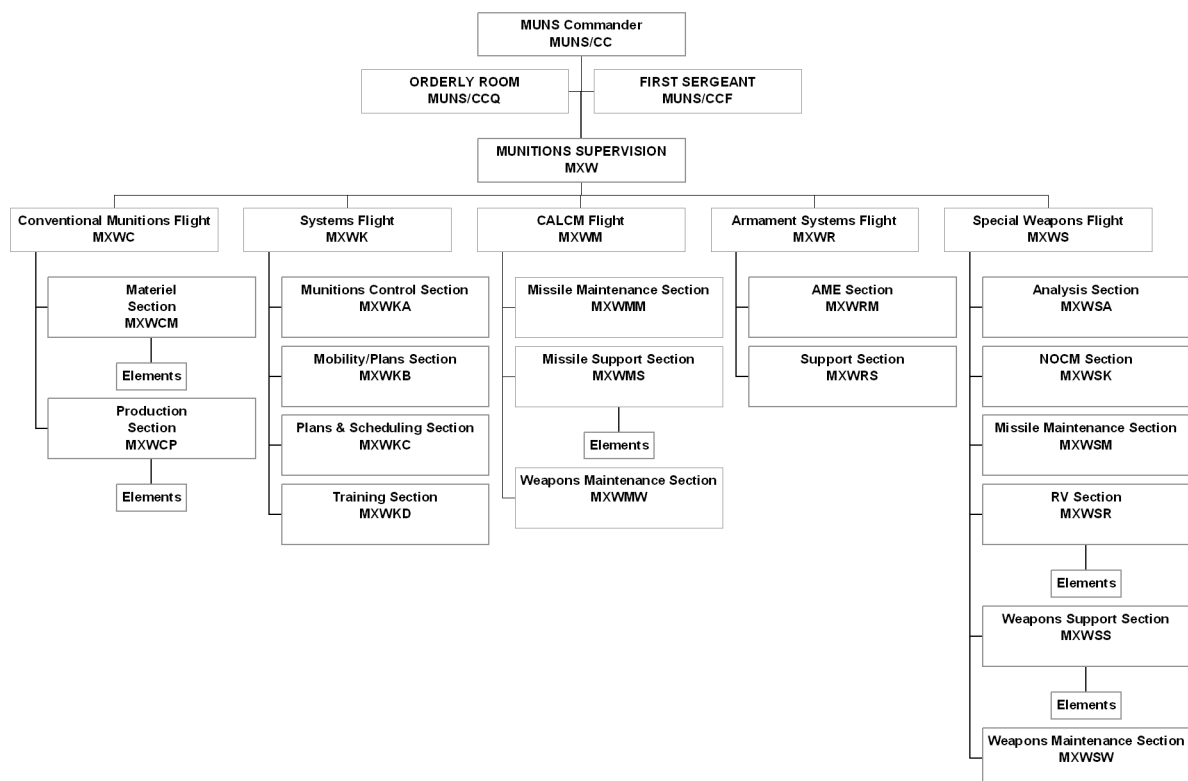 MUNS Commander
MUNS/CC
ORDERLY ROOM
MUNS/CCQ
FIRST SERGEANT
MUNS/CCF
MUNITIONS SUPERVISION
MXW
Conventional Munitions Flight
MXWC
Materiel
Section
MXWCM
Elements
Production
Section
MXWCP
Elements
Systems Flight
MXWK
Munitions Control Section
MXWKA
Mobility/Plans Section
MXWKB
Plans & Scheduling Section
MXWKC
Training Section
MXWKD
CALCM Flight
MXWM
Missile Maintenance Section
MXWMM
Missile Support Section
MXWMS
Elements
Weapons Maintenance Section
MXWMW
Armament Systems Flight
MXWR
AME Section
MXWRM
Support Section
MXWRS
Special Weapons Flight
MXWS
Analysis Section
MXWSA
NOCM Section
MXWSK
Missile Maintenance Section
MXWSM
RV Section
MXWSR
Elements
Weapons Support Section
MXWSS
Elements
Weapons Maintenance Section
MXWSW